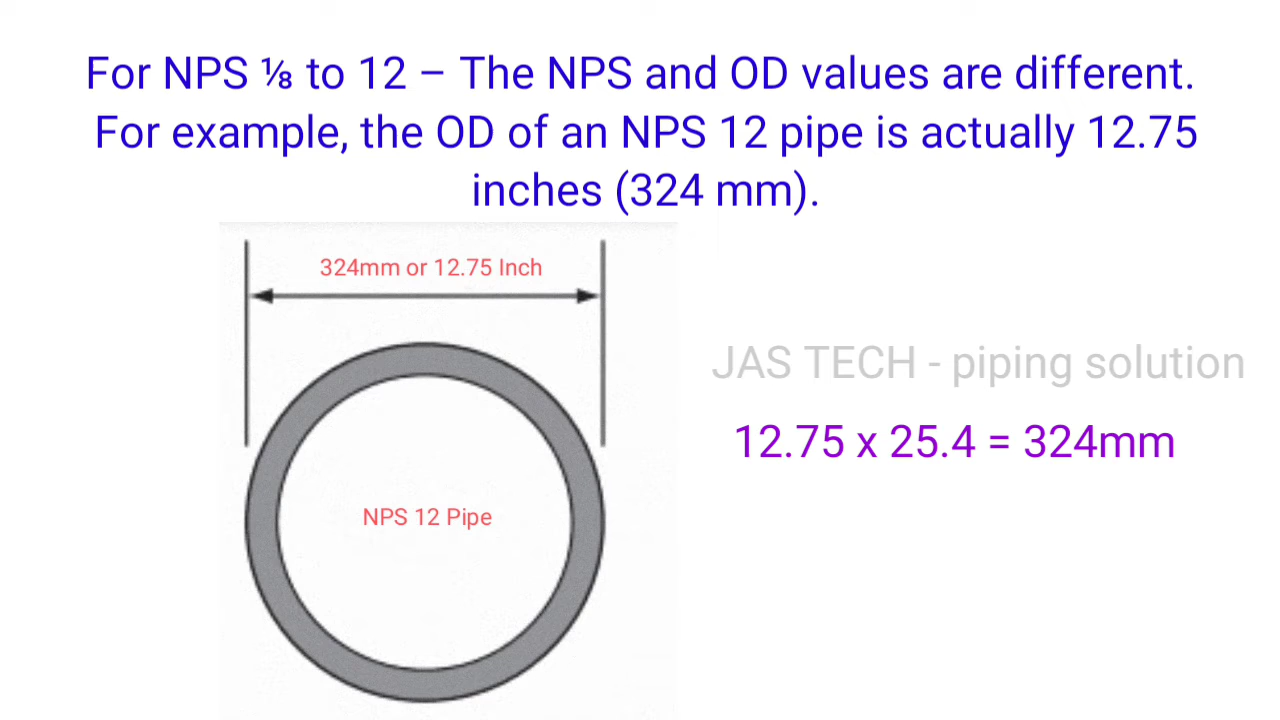 For NPS ⅛ to 12 – The NPS and OD values are different.
For example, the OD of an NPS 12 pipe is actually 12.75
inches (324 mm).
324mm or 12.75 Inch
JAS TECH - piping solution
12.75 x 25.4 = 324mm
NPS 12 Pipe